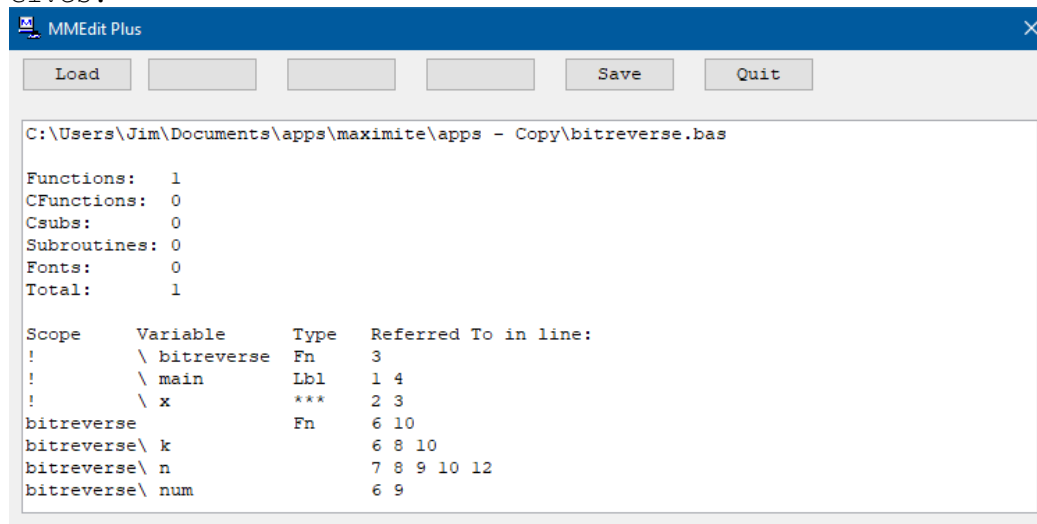 MMEdit Plus
Load Save Quit
C:\Users\Jim\Documents\apps\maximite\apps - Copy\bitreverse.bas
Functions: 1
CFunctions: 0
Csubs: 0
Subroutines: 0
Fonts: 0
Total: 1
Scope Variable Type Referred To in line:
! \ bitreverse Fn 3
! \ main Lbl 1 4
! \ x *** 2 3
bitreverse Fn 6 10
bitreverse\ k 6 8 10
bitreverse\ n 7 8 9 10 12
bitreverse\ num 6 9